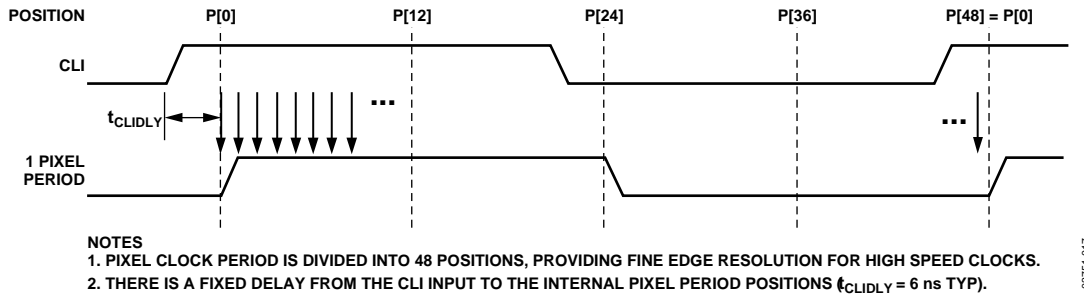 POSITION P[0] P[12] P[24] P[36] P[48] = P[0]
CLI
... ...
tCLIDLY
1 PIXEL
PERIOD
NOTES
1. PIXEL CLOCK PERIOD IS DIVIDED INTO 48 POSITIONS, PROVIDING FINE EDGE RESOLUTION FOR HIGH SPEED CLOCKS.
2. THERE IS A FIXED DELAY FROM THE CLI INPUT TO THE INTERNAL PIXEL PERIOD POSITIONS (tCLIDLY = 6 ns TYP).